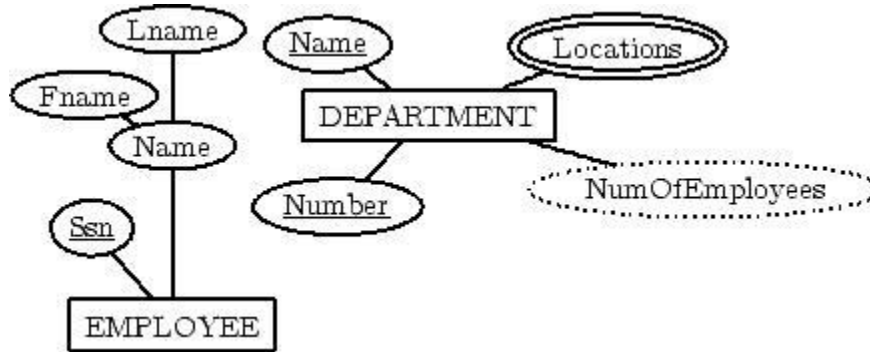 Lname
Name
Locations
Fname
DEPARTMENT
Name
NumOfEmployees
Number
Ssn
EMPLOYEE